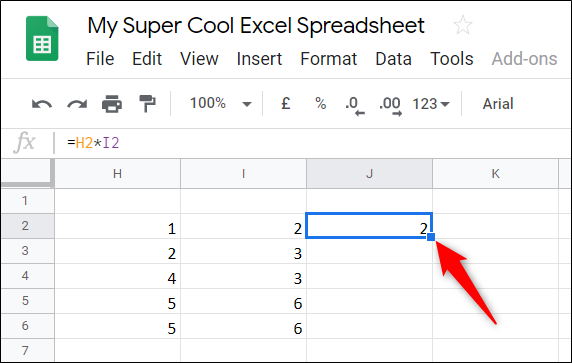 My Super Cool Excel Spreadsheet
File Edit View Insert Format Data Tools Add-ons
100% £ % .0 .00 123 Arial
fx =H2*I2
H I J K
1
2 1 2 2
3 2 3
4 4 3
5 5 6
6 5 6
7